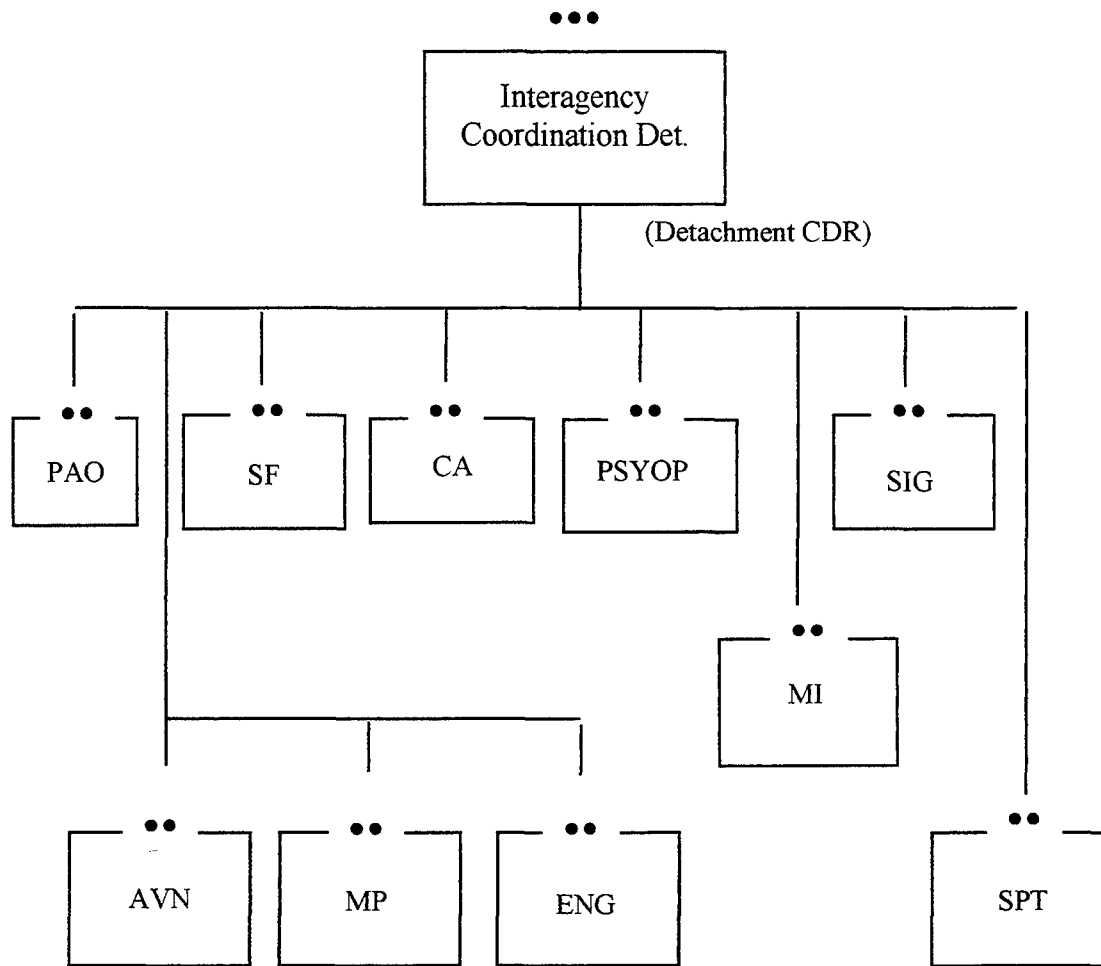 Interagency
Coordination Det.
(Detachment CDR)
PAO
SF
CA
PSYOP
SIG
MI
AVN
MP
ENG
SPT